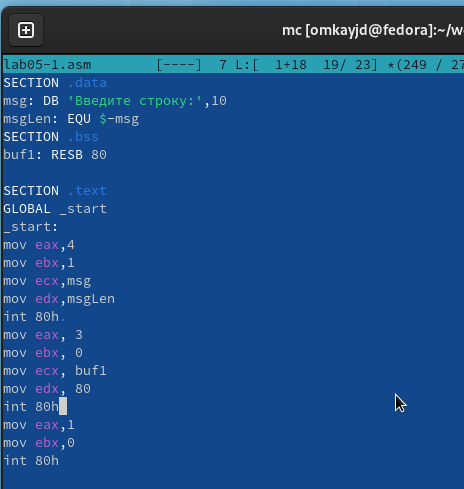 mc [omkayjd@fedora]:~/w
lab05-1.asm [----] 7 L:[ 1+18 19/ 23] *(249 / 27
SECTION .data
msg: DB 'Введите строку:',10
msgLen: EQU $-msg
SECTION .bss
buf1: RESB 80
SECTION .text
GLOBAL _start
_start:
mov eax,4
mov ebx,1
mov ecx,msg
mov edx,msgLen
int 80h.
mov eax, 3
mov ebx, 0
mov ecx, buf1
mov edx, 80
int 80h
mov eax,1
mov ebx,0
int 80h